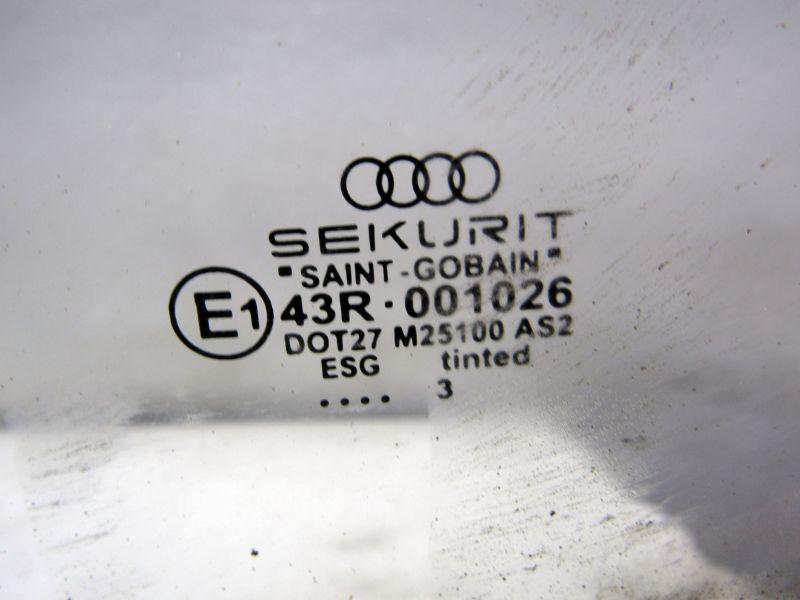 SEKURIT
"SAINT-GOBAIN"
E1 43R·001026
DOT27 M25100 AS2
ESG tinted
.... 3